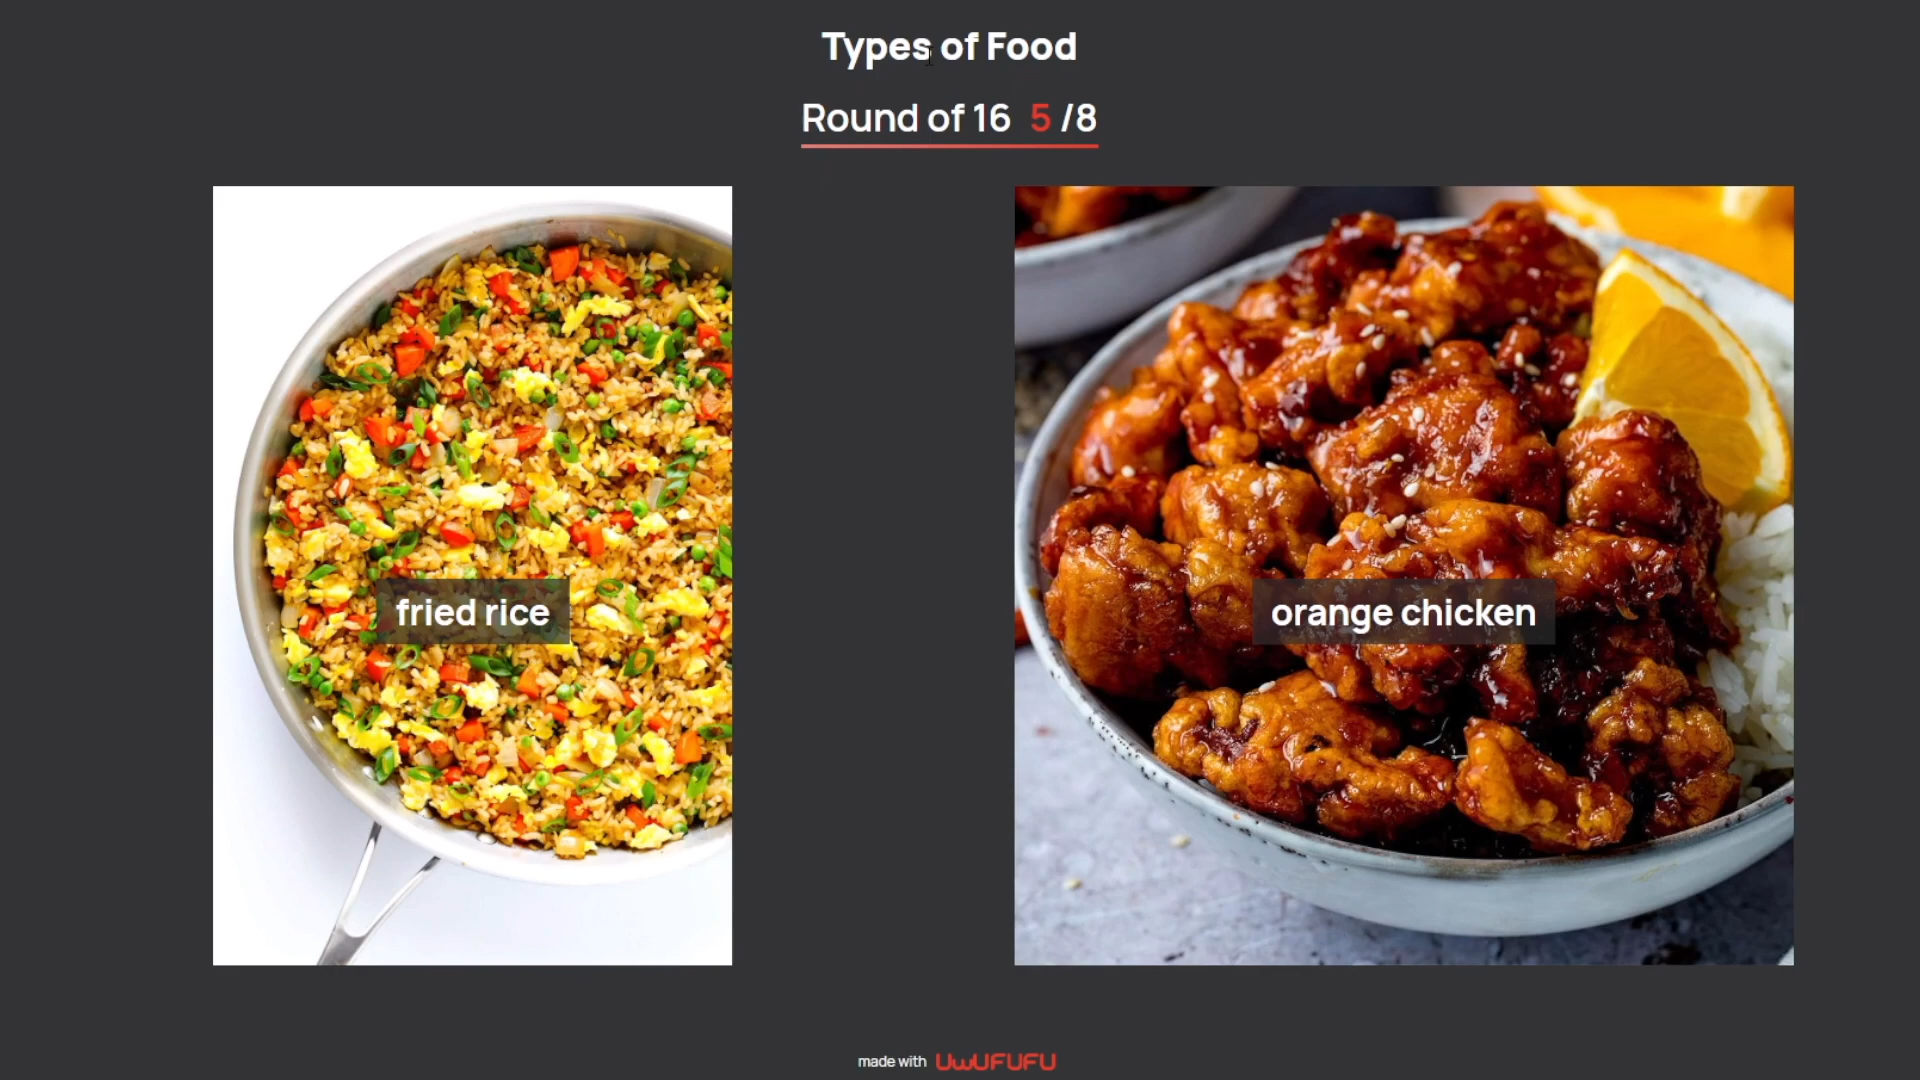 Types of Food
Round of 16 5 /8
fried rice
orange chicken
made with UwUFUFU